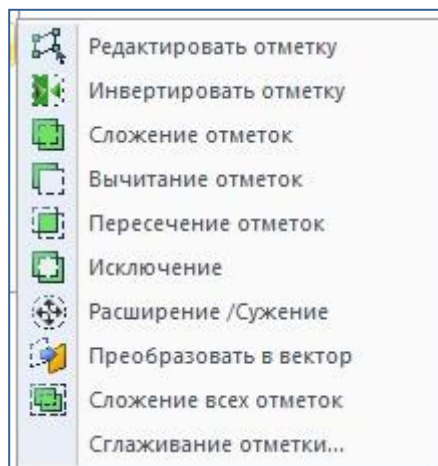 Редактировать отметку
Инвертировать отметку
Сложение отметок
Вычитание отметок
Пересечение отметок
Исключение
Расширение /Сужение
Преобразовать в вектор
Сложение всех отметок
Сглаживание отметки...